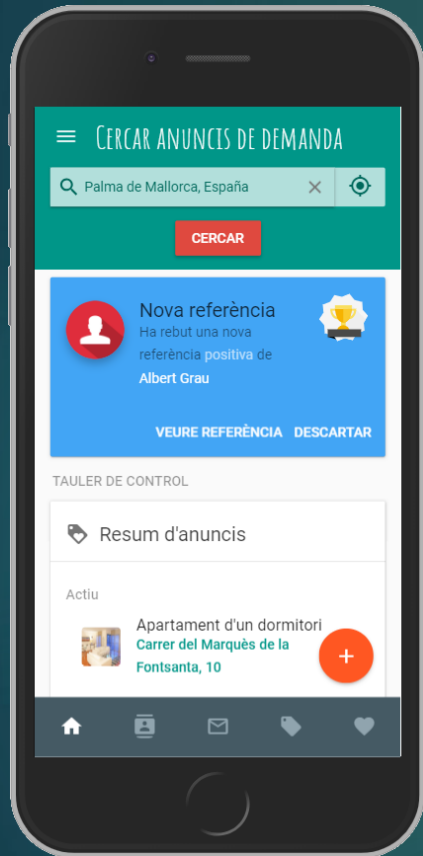 Cercar anuncis de demanda
Palma de Mallorca, España
CERCAR
Nova referència
Ha rebut una nova
referència positiva de
Albert Grau
VEURE REFERÈNCIA DESCARTAR
TAULER DE CONTROL
Resum d'anuncis
Actiu
Apartament d'un dormitori
Carrer del Marquès de la
Fontsanta, 10